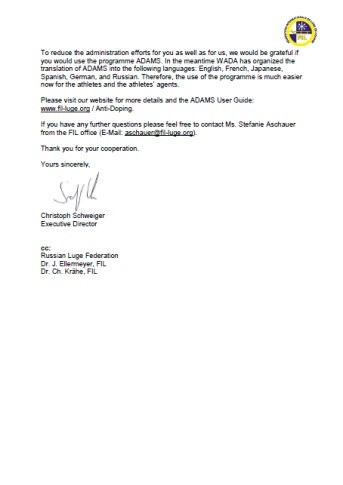 FIL
To reduce the administration efforts for you as well as for us, we would be grateful if
you would use the programme ADAMS. In the meantime WADA has organized the
translation of ADAMS into the following languages: English, French, Japanese,
Spanish, German, and Russian. Therefore, the use of the programme is much easier
now for the athletes and the athletes' agents.
Please visit our website for more details and the ADAMS User Guide:
www.fil-luge.org / Anti-Doping.
If you have any further questions please feel free to contact Ms. Stefanie Aschauer
from the FIL office (E-Mail: aschauer@fil-luge.org).
Thank you for your cooperation.
Yours sincerely,
Christoph Schweiger
Executive Director
cc:
Russian Luge Federation
Dr. J. Ellermeyer, FIL
Dr. Ch. Krähe, FIL